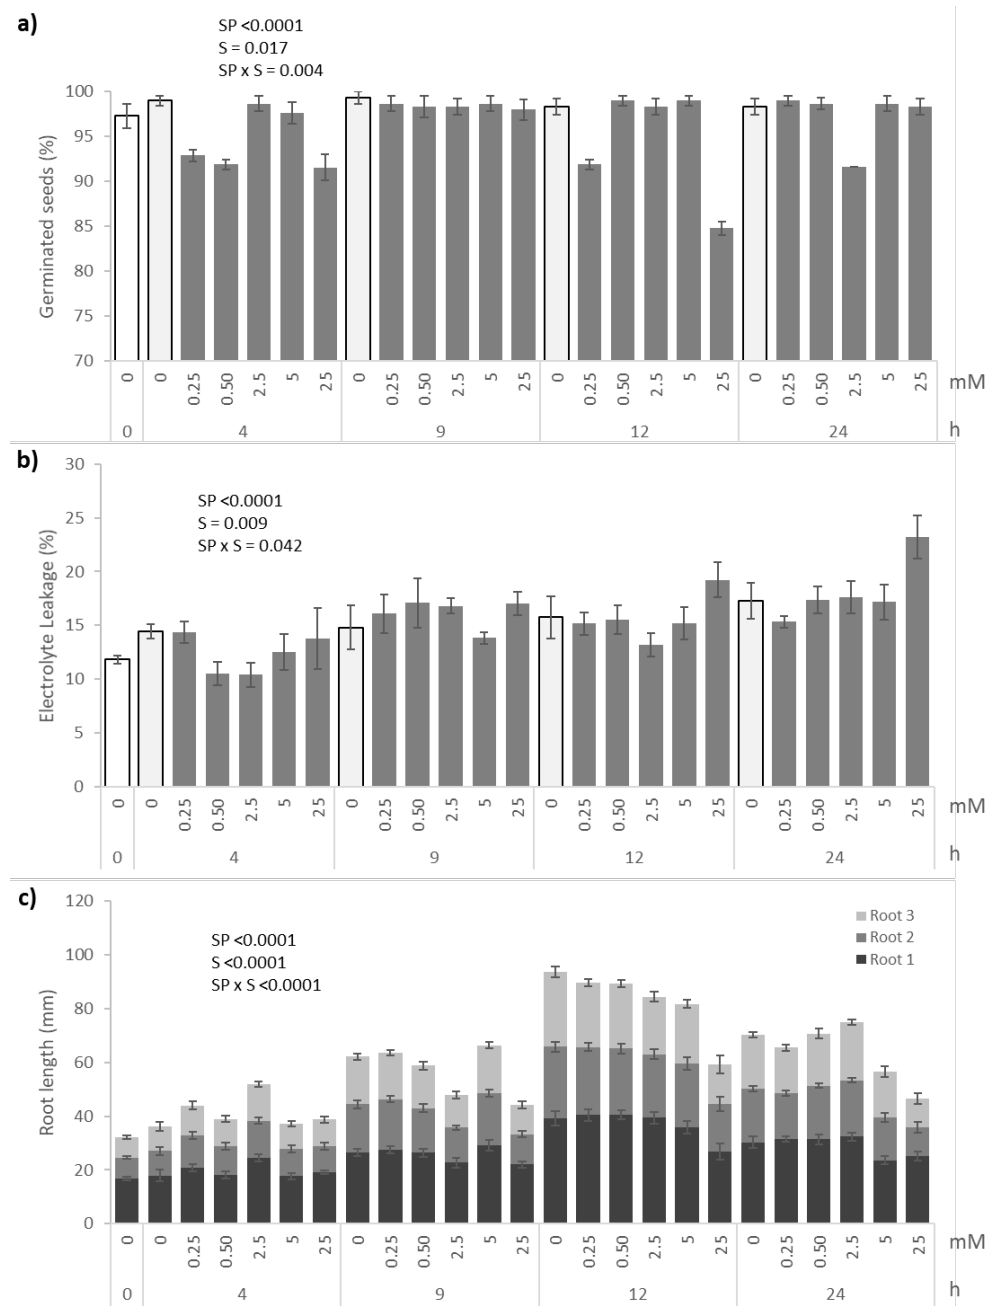 a)
SP <0.0001
S = 0.017
SP x S = 0.004
Germinated seeds (%)
100
95
90
85
80
75
70
0 0 0.25 0.50 2.5 5 25 0 0.25 0.50 2.5 5 25 0 0.25 0.50 2.5 5 25 0 0.25 0.50 2.5 5 25 mM
0 4 9 12 24 h
b)
SP <0.0001
S = 0.009
SP x S = 0.042
Electrolyte Leakage (%)
30
25
20
15
10
5
0
0 0 0.25 0.50 2.5 5 25 0 0.25 0.50 2.5 5 25 0 0.25 0.50 2.5 5 25 0 0.25 0.50 2.5 5 25 mM
0 4 9 12 24 h
c)
SP <0.0001
S <0.0001
SP x S <0.0001
Root 3
Root 2
Root 1
Root length (mm)
120
100
80
60
40
20
0
0 0 0.25 0.50 2.5 5 25 0 0.25 0.50 2.5 5 25 0 0.25 0.50 2.5 5 25 0 0.25 0.50 2.5 5 25 mM
0 4 9 12 24 h